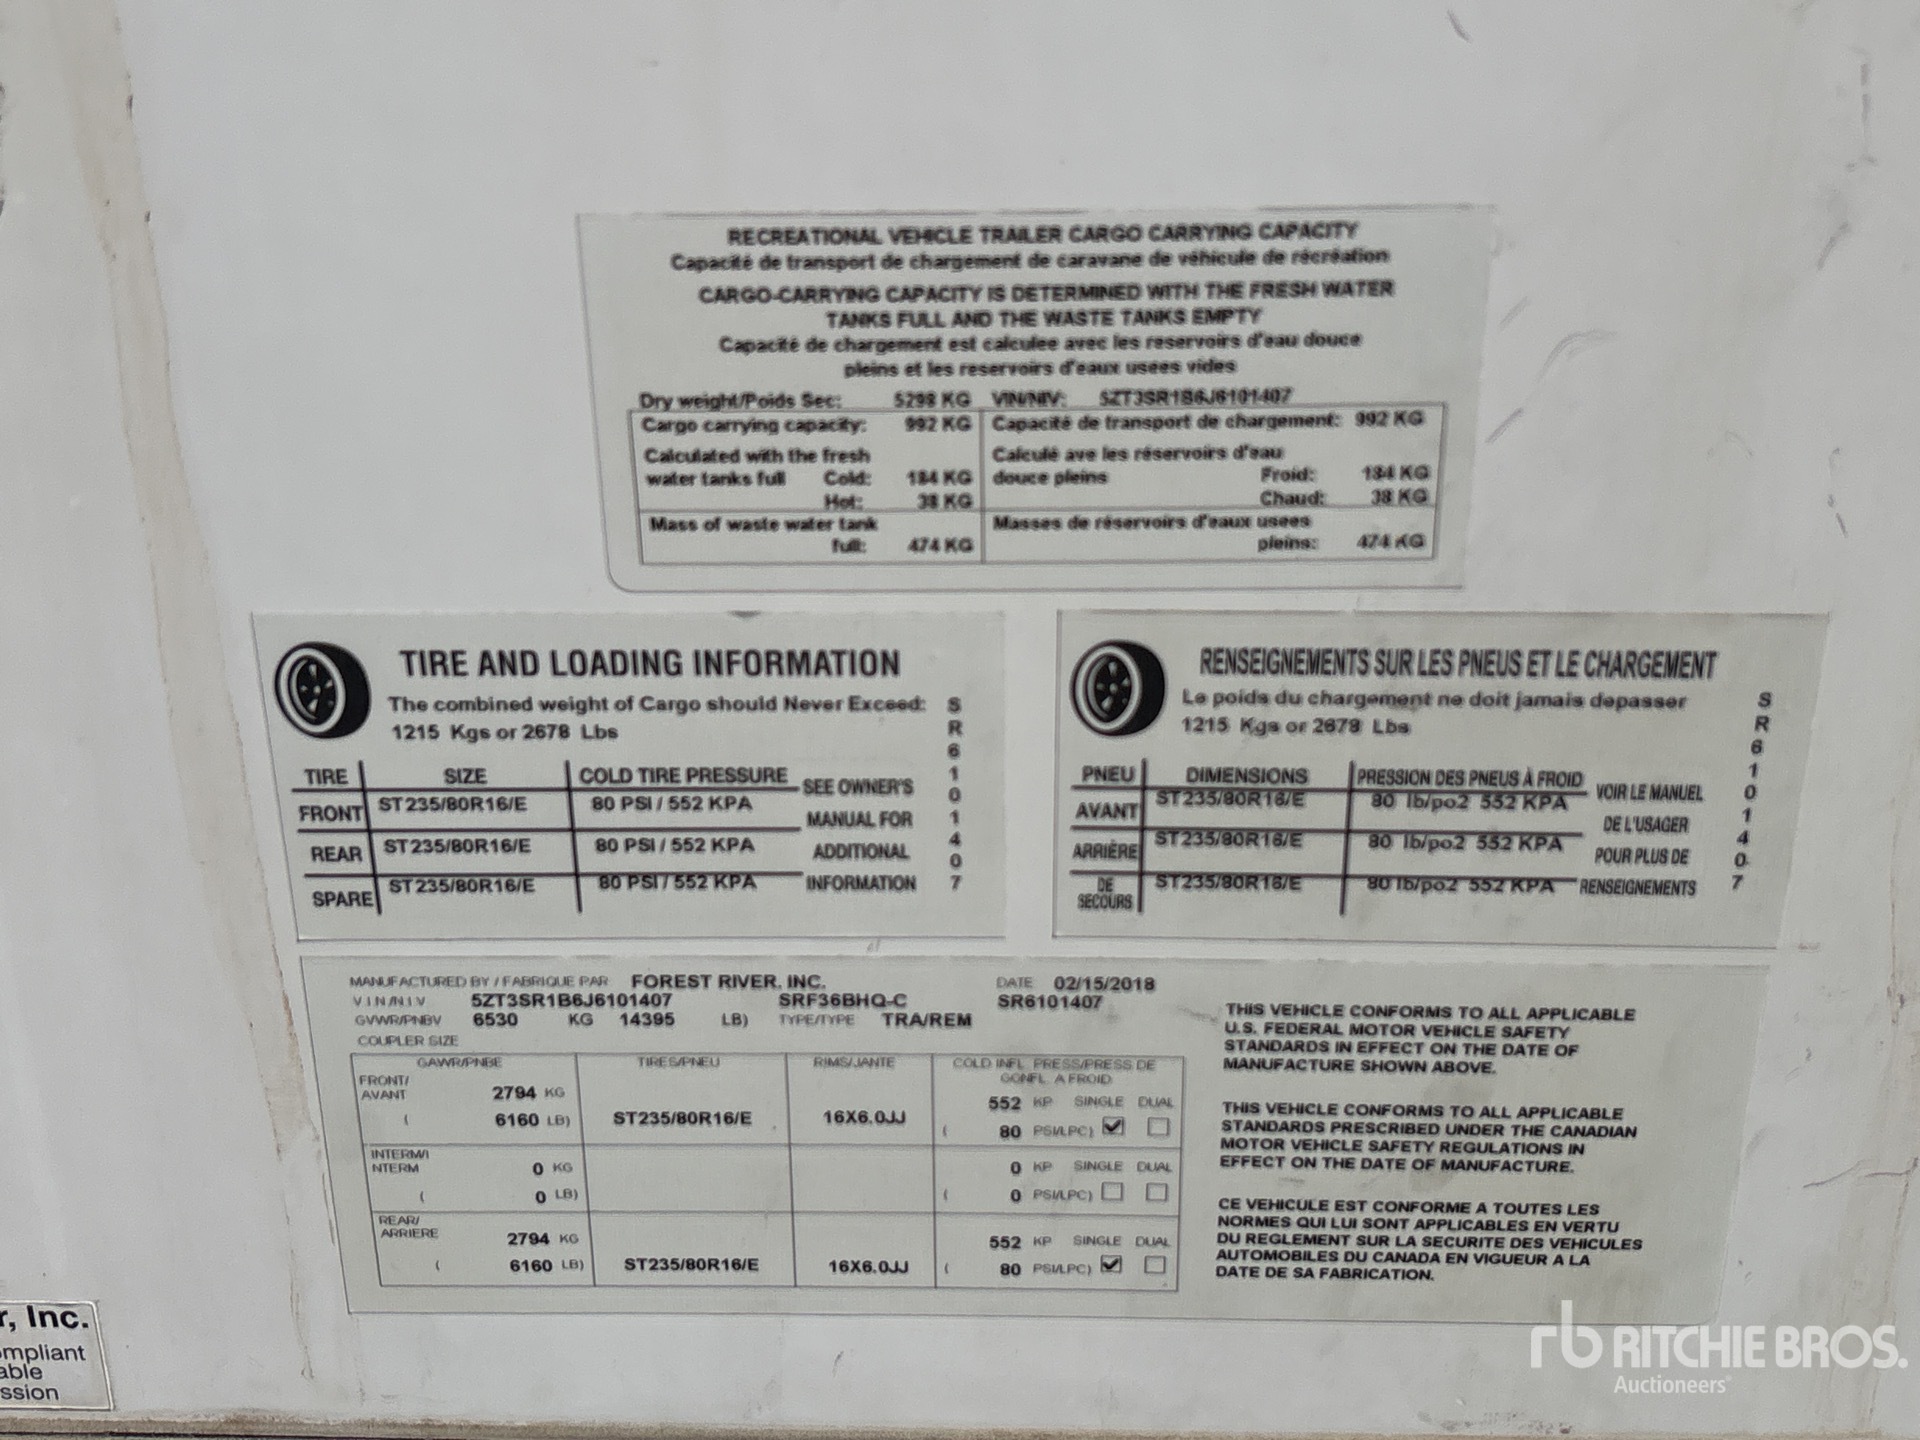 RECREATIONAL VEHICLE TRAILER CARGO CARRYING CAPACITY
Capacité de transport de chargement de caravane de véhicule de récréation
CARGO-CARRYING CAPACITY IS DETERMINED WITH THE FRESH WATER
TANKS FULL AND THE WASTE TANKS EMPTY
Capacité de chargement est calculee avec les reservoirs d'eau douce
pleins et les reservoirs d'eaux usees vides
Dry weight/Poids Sec: 5298 KG VIN/NIV: 5ZT3SR1B6J6101407
Cargo carrying capacity: 992 KG Capacité de transport de chargement: 992 KG
Calculated with the fresh Calculé ave les réservoirs d'eau
water tanks full Cold: 184 KG douce pleins Froid: 184 KG
Hot: 38 KG Chaud: 38 KG
Mass of waste water tank Masses de réservoirs d'eaux usees
full: 474 KG pleins: 474 KG
TIRE AND LOADING INFORMATION
The combined weight of Cargo should Never Exceed:
1215 Kgs or 2678 Lbs
TIRE SIZE COLD TIRE PRESSURE
FRONT ST235/80R16/E 80 PSI / 552 KPA
REAR ST235/80R16/E 80 PSI / 552 KPA
SPARE ST235/80R16/E 80 PSI / 552 KPA
SEE OWNER'S
MANUAL FOR
ADDITIONAL
INFORMATION
SR6101407
RENSEIGNEMENTS SUR LES PNEUS ET LE CHARGEMENT
Le poids du chargement ne doit jamais depasser
1215 Kgs or 2678 Lbs
PNEU DIMENSIONS PRESSION DES PNEUS À FROID
AVANT ST235/80R16/E 80 lb/po2 552 KPA
ARRIÈRE ST235/80R16/E 80 lb/po2 552 KPA
DE SECOURS ST235/80R16/E 80 lb/po2 552 KPA
VOIR LE MANUEL
DE L'USAGER
POUR PLUS DE
RENSEIGNEMENTS
SR6101407
MANUFACTURED BY / FABRIQUE PAR FOREST RIVER, INC. DATE 02/15/2018
V I N / N I V 5ZT3SR1B6J6101407 SRF36BHQ-C SR6101407
GVWR/PNBV 6530 KG 14395 LB) TYPE/TYPE TRA/REM
COUPLER SIZE
GAWR/PNBE TIRES/PNEU RIMS/JANTE COLD INFL. PRESS/PRESS DE
GONFL. A FROID
FRONT/
AVANT 2794 KG 552 KP SINGLE DUAL
( 6160 LB) ST235/80R16/E 16X6.0JJ ( 80 PSI/LPC) ✓
INTERM/I
NTERM 0 KG 0 KP SINGLE DUAL
( 0 LB) ( 0 PSI/LPC)
REAR/
ARRIERE 2794 KG 552 KP SINGLE DUAL
( 6160 LB) ST235/80R16/E 16X6.0JJ ( 80 PSI/LPC) ✓
THIS VEHICLE CONFORMS TO ALL APPLICABLE
U.S. FEDERAL MOTOR VEHICLE SAFETY
STANDARDS IN EFFECT ON THE DATE OF
MANUFACTURE SHOWN ABOVE.
THIS VEHICLE CONFORMS TO ALL APPLICABLE
STANDARDS PRESCRIBED UNDER THE CANADIAN
MOTOR VEHICLE SAFETY REGULATIONS IN
EFFECT ON THE DATE OF MANUFACTURE.
CE VEHICULE EST CONFORME A TOUTES LES
NORMES QUI LUI SONT APPLICABLES EN VERTU
DU REGLEMENT SUR LA SECURITE DES VEHICULES
AUTOMOBILES DU CANADA EN VIGUEUR A LA
DATE DE SA FABRICATION.
r, Inc.
ompliant
able
ssion
rb RITCHIE BROS.
Auctioneers